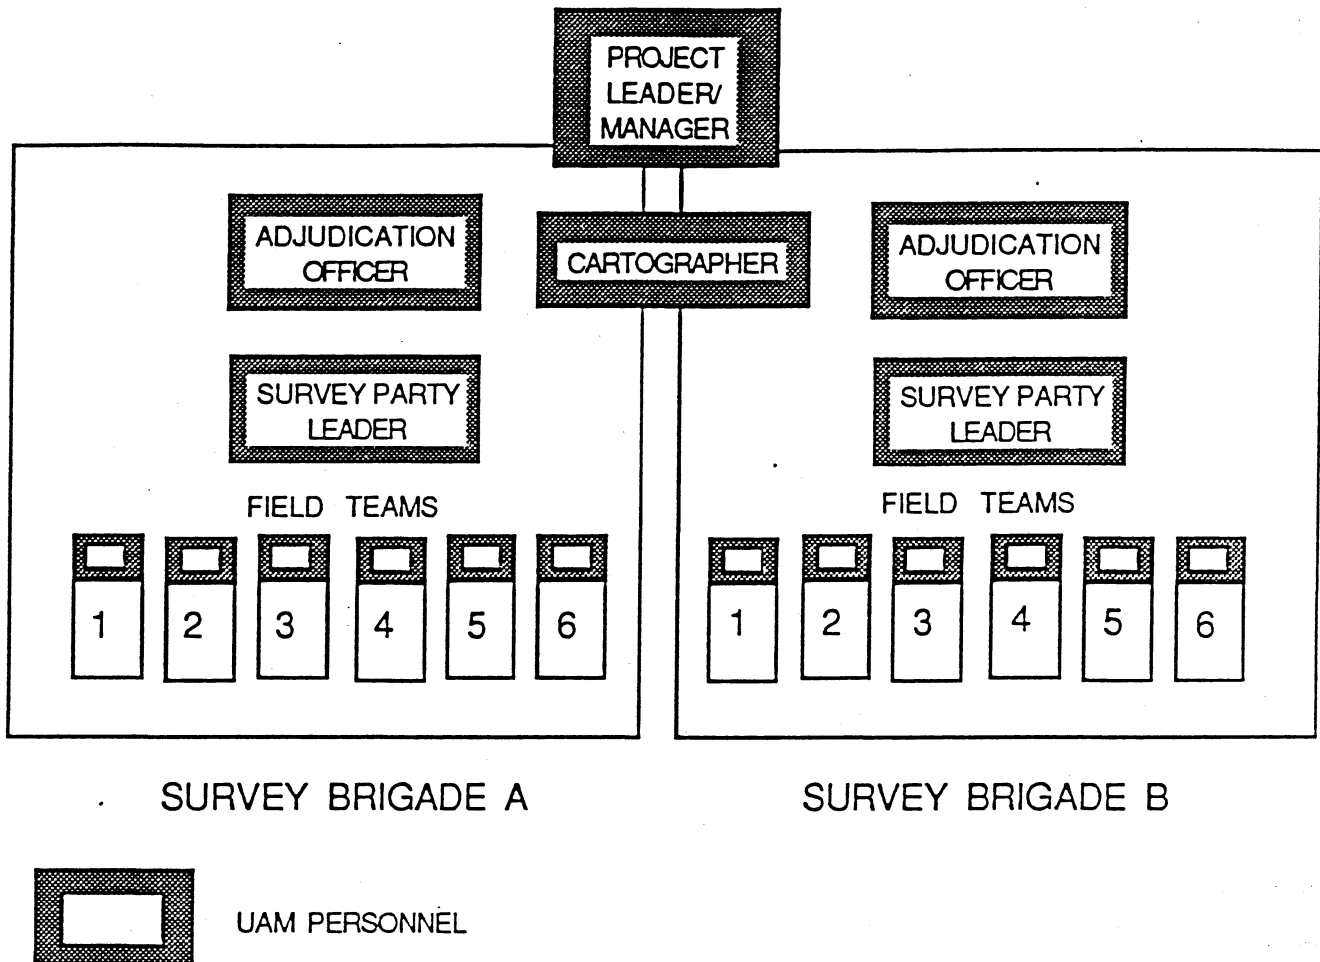 PROJECT
LEADER/
MANAGER
ADJUDICATION
OFFICER
CARTOGRAPHER
ADJUDICATION
OFFICER
SURVEY PARTY
LEADER
SURVEY PARTY
LEADER
FIELD TEAMS
FIELD TEAMS
1 2 3 4 5 6
1 2 3 4 5 6
SURVEY BRIGADE A
SURVEY BRIGADE B
UAM PERSONNEL